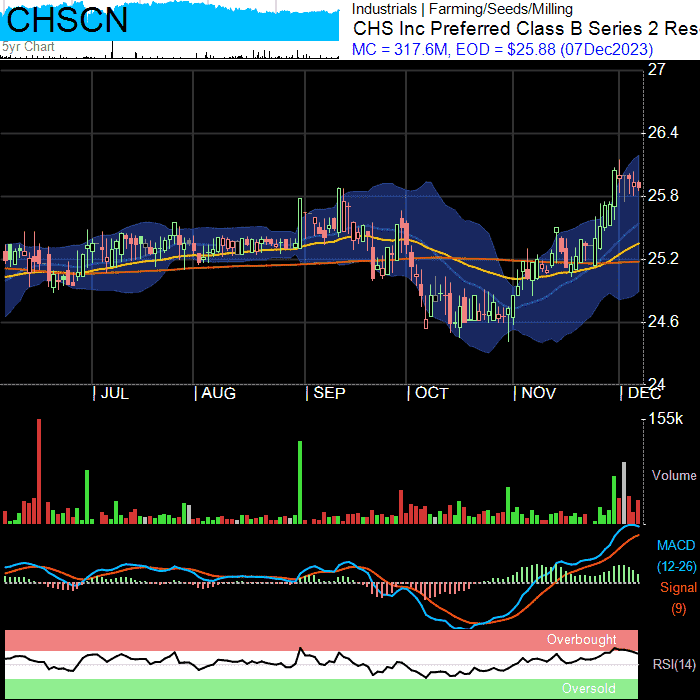 CHSCN
5yr Chart
Industrials | Farming/Seeds/Milling
CHS Inc Preferred Class B Series 2 Res
MC = 317.6M, EOD = $25.88 (07Dec2023)
27
26.4
25.8
25.2
24.6
24
JUL AUG SEP OCT NOV DEC
155k
Volume
MACD
(12-26)
Signal
(9)
Overbought
RSI(14)
Oversold